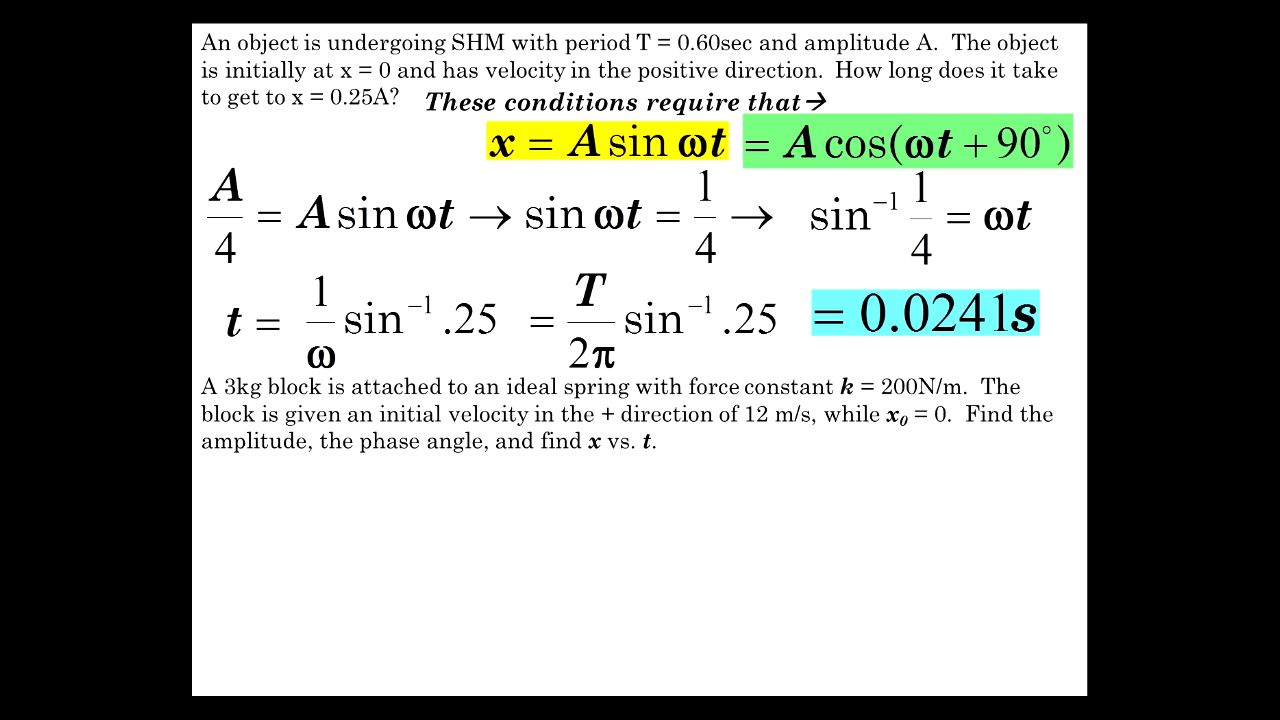 An object is undergoing SHM with period T = 0.60sec and amplitude A. The object
is initially at x = 0 and has velocity in the positive direction. How long does it take
to get to x = 0.25A? These conditions require that→
x = A sin ωt = A cos(ωt + 90°)
A/4 = A sin ωt → sin ωt = 1/4 → sin⁻¹ 1/4 = ωt
t = 1/ω sin⁻¹ .25 = T/2π sin⁻¹ .25 = 0.0241s
A 3kg block is attached to an ideal spring with force constant k = 200N/m. The
block is given an initial velocity in the + direction of 12 m/s, while x₀ = 0. Find the
amplitude, the phase angle, and find x vs. t.